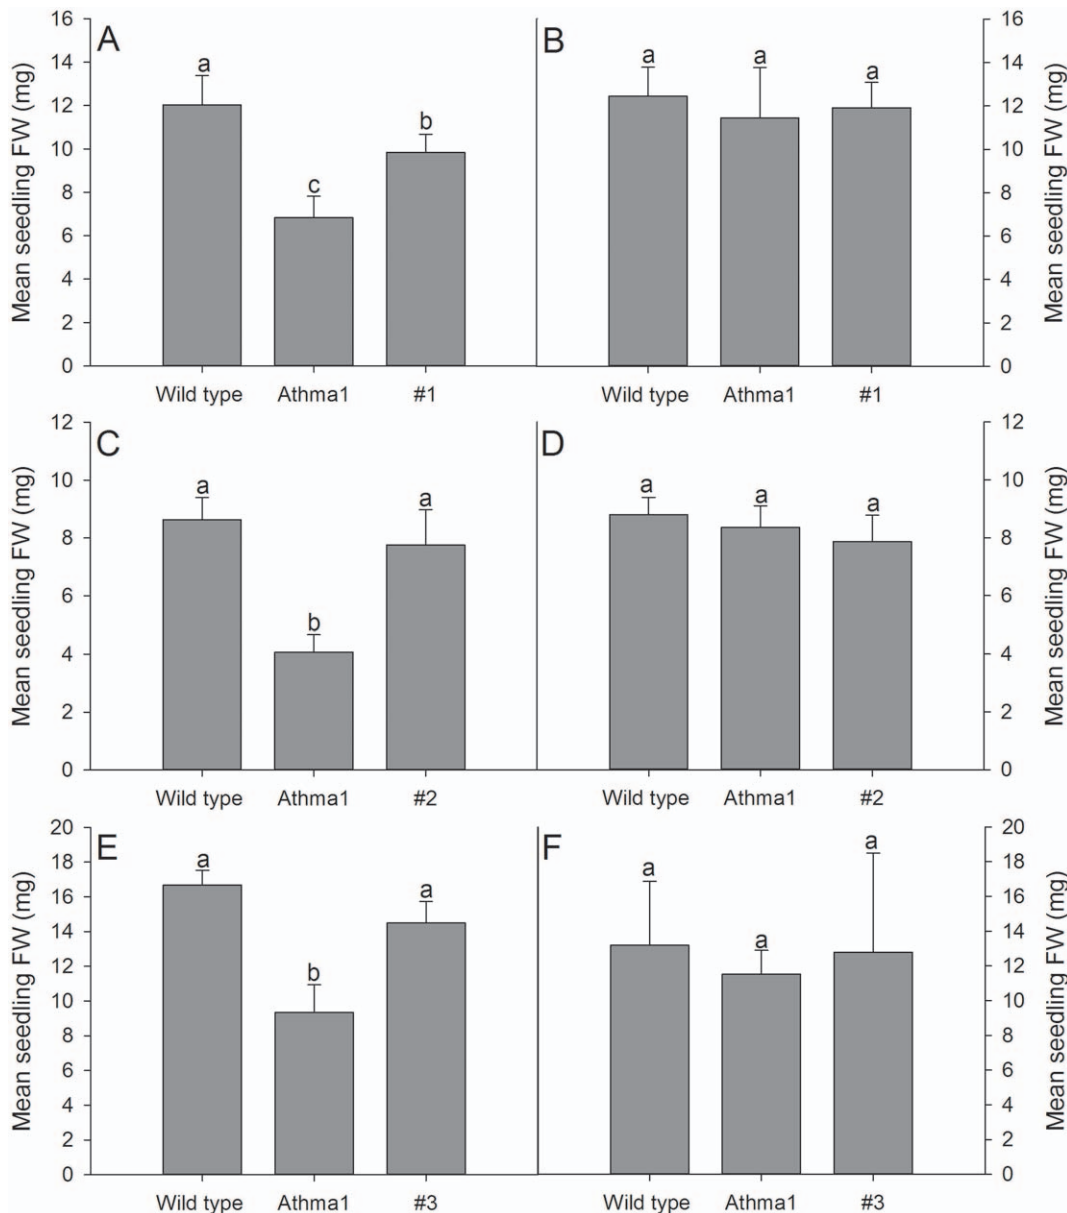 A
Mean seedling FW (mg)
16
14
12
10
8
6
4
2
0
a
c
b
Wild type Athma1 #1
B
a
a
a
16
14
12
10
8
6
4
2
0
Mean seedling FW (mg)
Wild type Athma1 #1
C
Mean seedling FW (mg)
12
10
8
6
4
2
0
a
b
a
Wild type Athma1 #2
D
a
a
a
12
10
8
6
4
2
0
Mean seedling FW (mg)
Wild type Athma1 #2
E
Mean seedling FW (mg)
20
18
16
14
12
10
8
6
4
2
0
a
b
a
Wild type Athma1 #3
F
a
a
a
20
18
16
14
12
10
8
6
4
2
0
Mean seedling FW (mg)
Wild type Athma1 #3